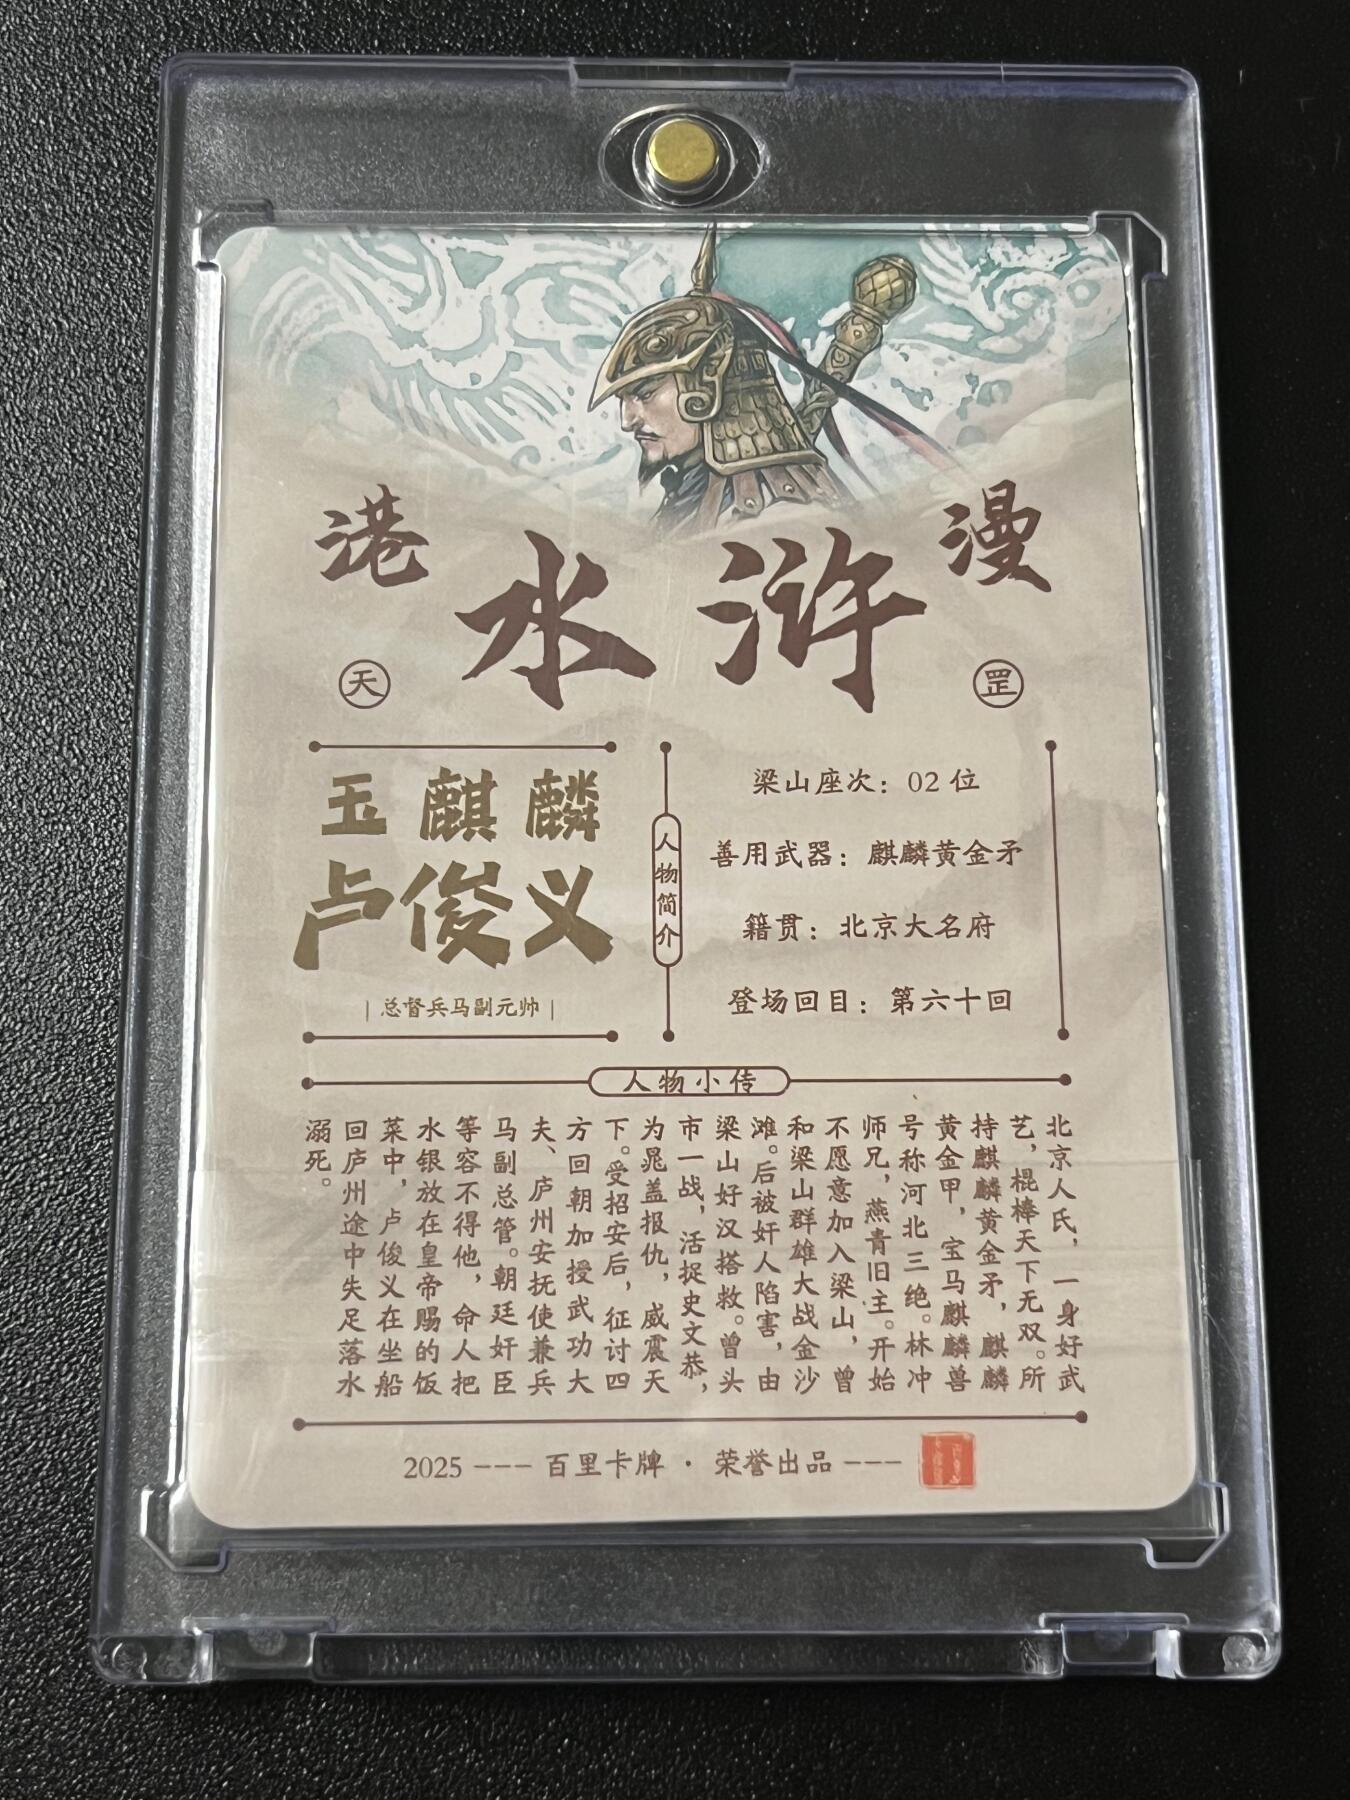 港漫
水浒
天罡
玉麒麟
卢俊义
| 总督兵马副元帅 |
人物简介
梁山座次：02 位
善用武器：麒麟黄金矛
籍贯：北京大名府
登场回目：第六十回
人物小传
北京人氏，一身好武
艺，棍棒天下无双。所
持麒麟黄金矛，麒麟
黄金甲，宝马麒麟兽
号称河北三绝。林冲
师兄，燕青旧主。开始
不愿意加入梁山，曾
和梁山群雄大战金沙
滩。后被奸人陷害，由
梁山好汉搭救。曾头
市一战，活捉史文恭，
为晁盖报仇，威震天
下。受招安后，征讨四
方回朝加授武功大
夫、庐州安抚使兼兵
马副总管。朝廷奸臣
等容不得他，命人把
水银放在皇帝赐的饭
菜中，卢俊义在坐船
回庐州途中失足落水
溺死。
2025 --- 百里卡牌 · 荣誉出品 ---